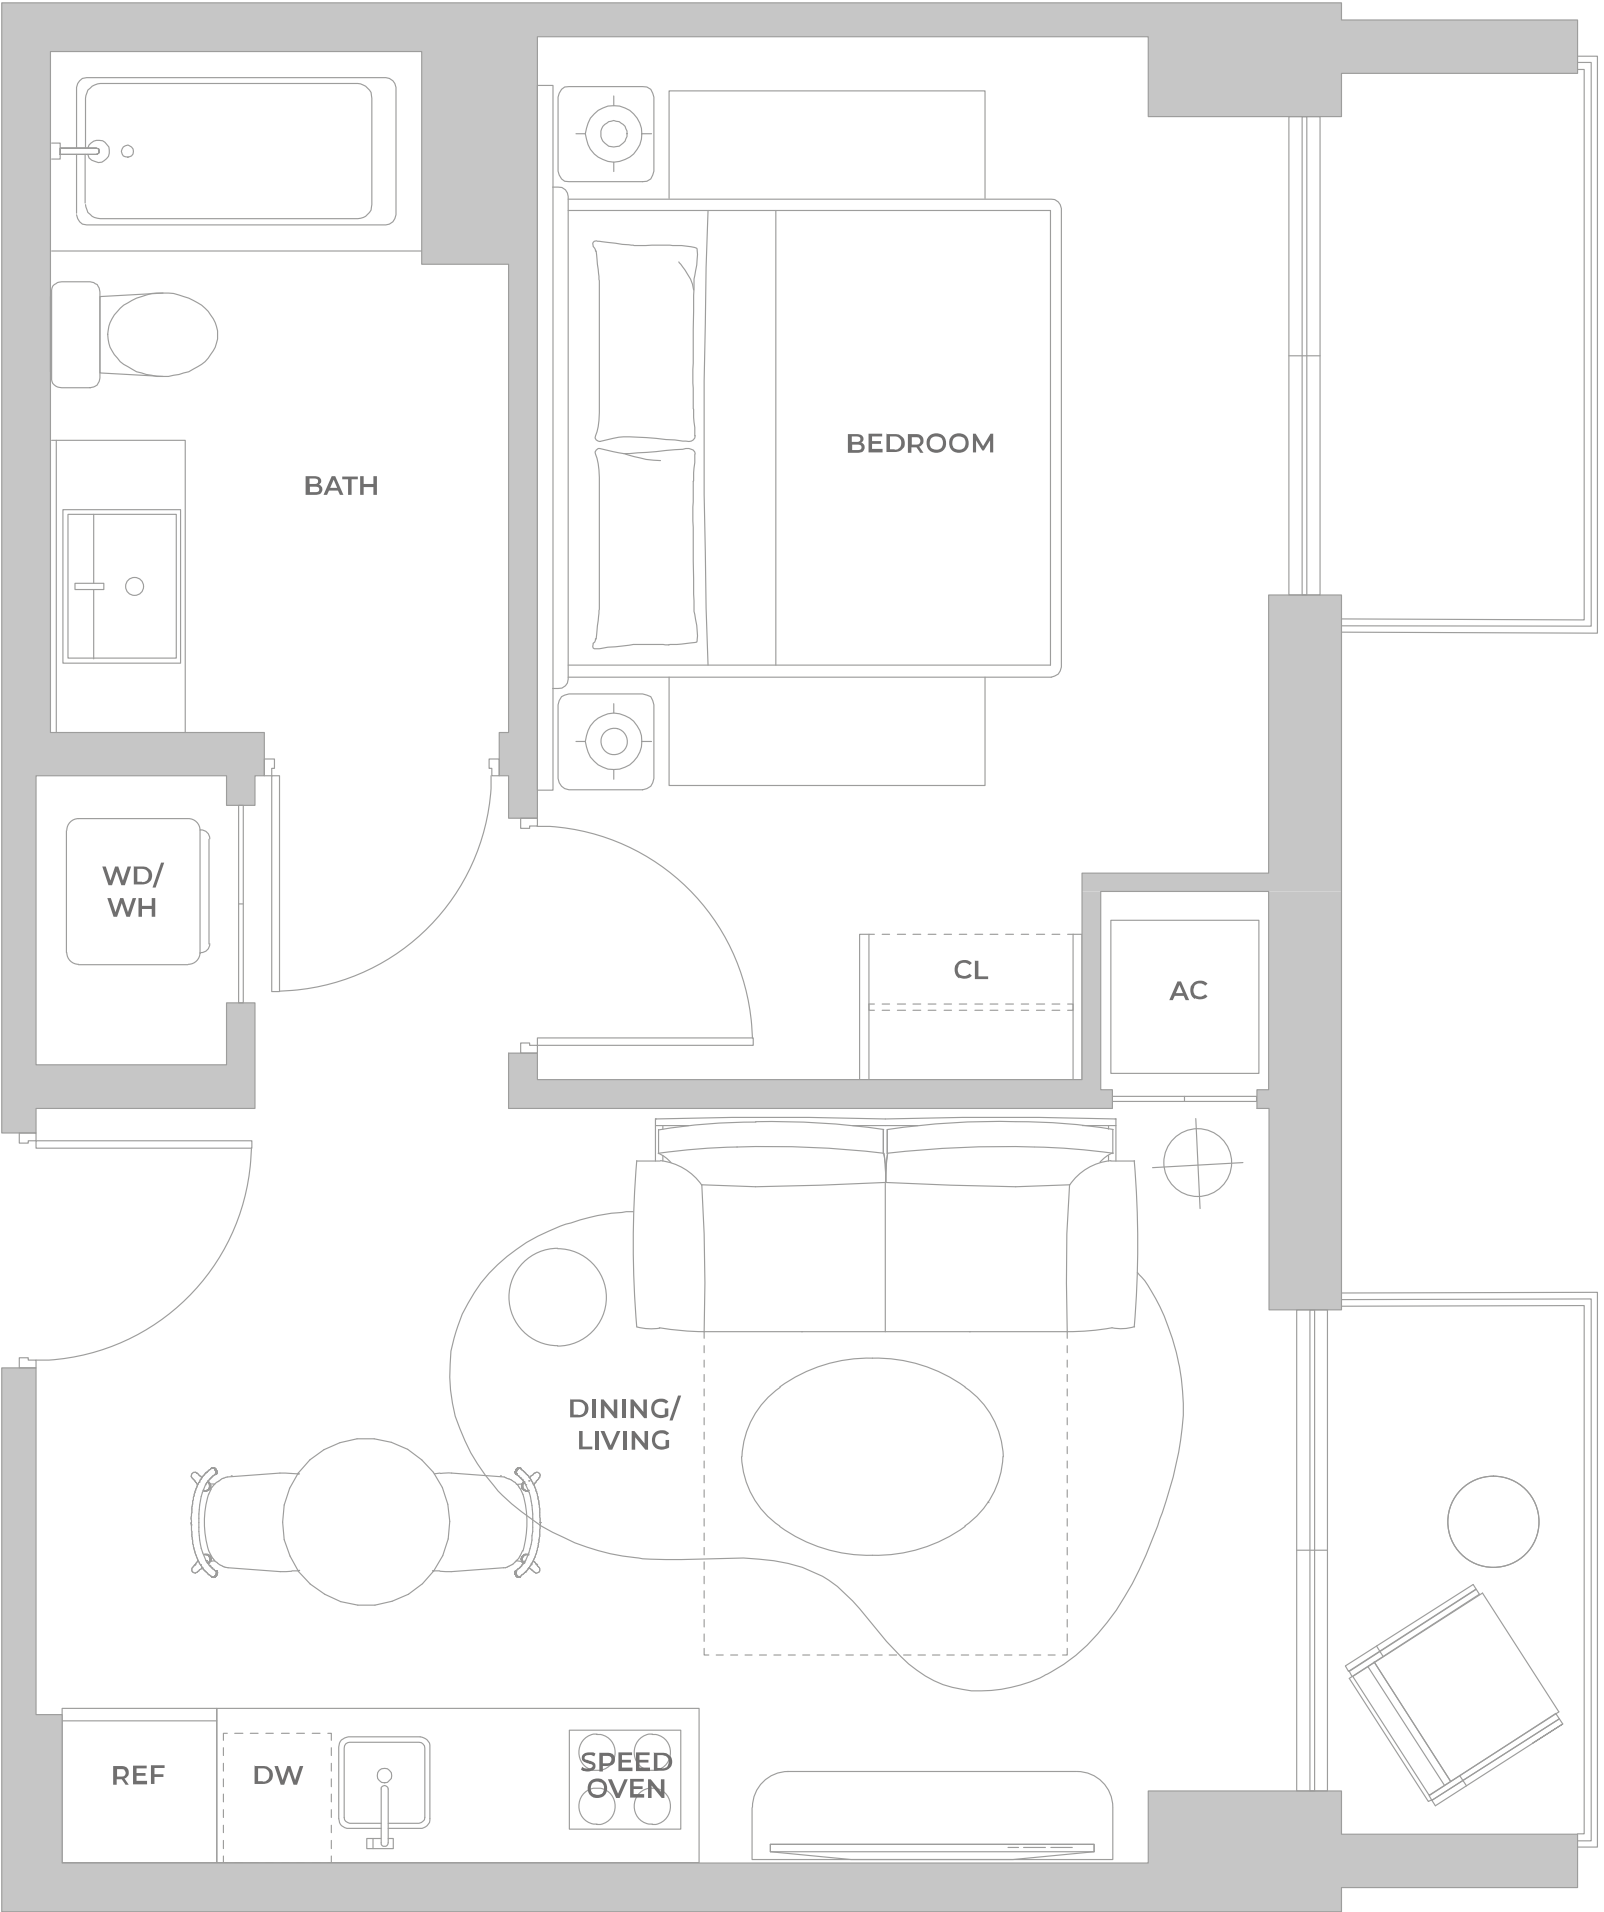 BEDROOM
BATH
WD/
WH
CL
AC
DINING/
LIVING
REF
DW
SPEED
OVEN